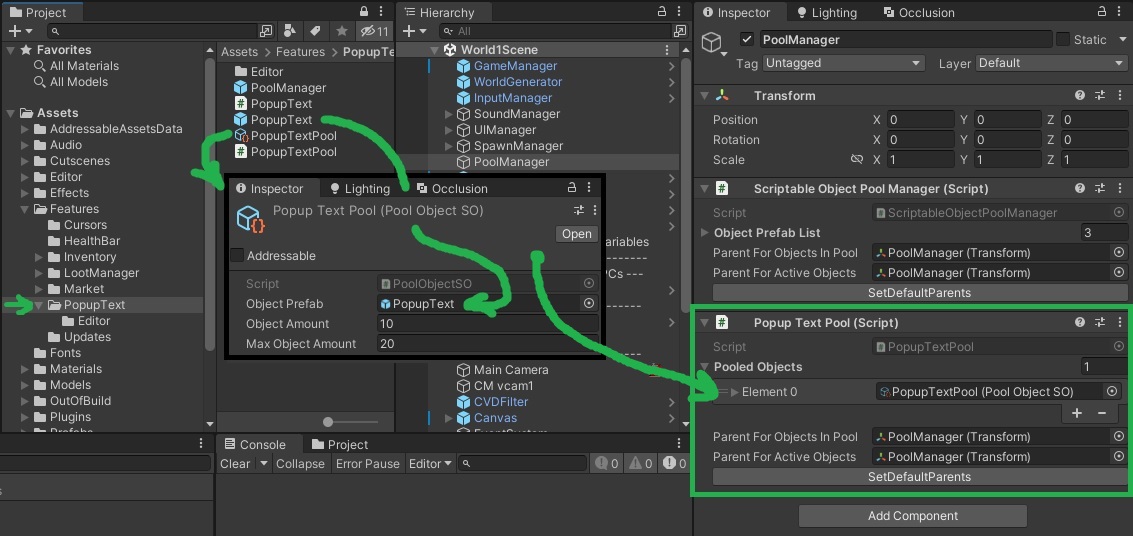 Project
11
Favorites
All Materials
All Models
Assets
AddressableAssetsData
Audio
Cutscenes
Editor
Effects
Features
Cursors
HealthBar
Inventory
LootManager
Market
PopupText
Editor
Updates
Fonts
Materials
Models
OutOfBuild
Plugins
Assets > Features > PopupTe
Editor
PoolManager
PopupText
PopupText
PopupTextPool
PopupTextPool
Hierarchy
All
World1Scene
GameManager
WorldGenerator
InputManager
SoundManager
UIManager
SpawnManager
PoolManager
ariables
PCs ---
Main Camera
CM vcam1
CVDFilter
Canvas
EventSystem
Inspector Lighting Occlusion
Popup Text Pool (Pool Object SO)
Open
Addressable
Script PoolObjectSO
Object Prefab PopupText
Object Amount 10
Max Object Amount 20
Console Project
Clear Collapse Error Pause Editor
0 0 0
Inspector Lighting Occlusion
PoolManager Static
Tag Untagged Layer Default
Transform
Position X 0 Y 0 Z 0
Rotation X 0 Y 0 Z 0
Scale X 1 Y 1 Z 1
Scriptable Object Pool Manager (Script)
Script ScriptableObjectPoolManager
Object Prefab List 3
Parent For Objects In Pool PoolManager (Transform)
Parent For Active Objects PoolManager (Transform)
SetDefaultParents
Popup Text Pool (Script)
Script PopupTextPool
Pooled Objects 1
Element 0 PopupTextPool (Pool Object SO)
Parent For Objects In Pool PoolManager (Transform)
Parent For Active Objects PoolManager (Transform)
SetDefaultParents
Add Component